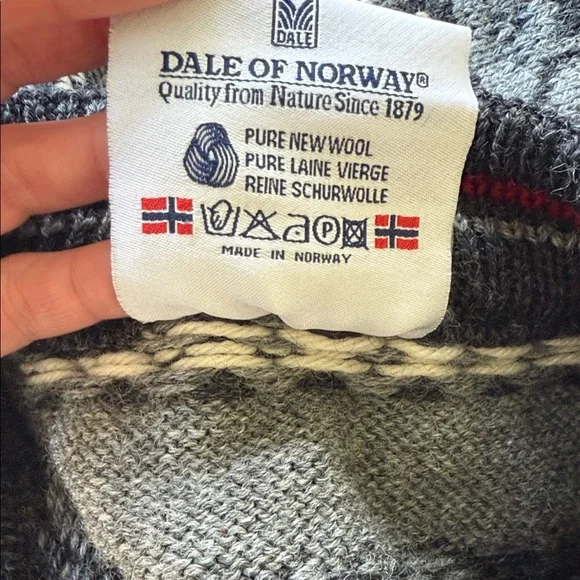 DALE
DALE OF NORWAY®
Quality from Nature Since 1879
PURE NEW WOOL
PURE LAINE VIERGE
REINE SCHURWOLLE
P
MADE IN NORWAY